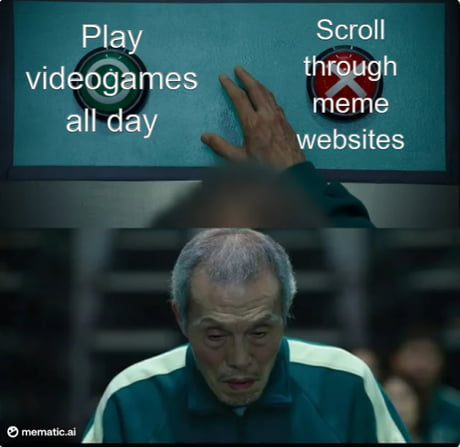 Play
videogames
all day
Scroll
through
meme
websites
mematic.ai